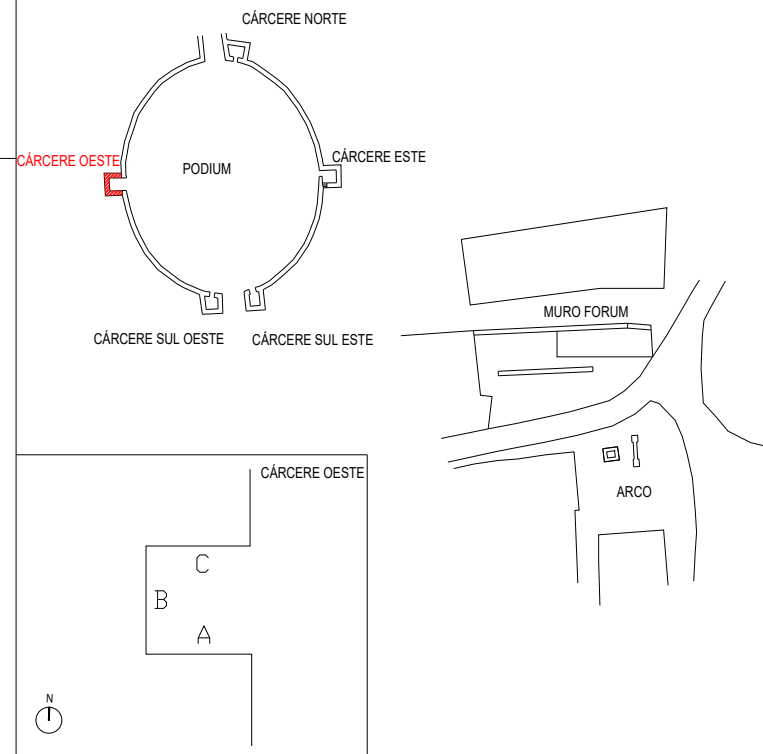 CÁRCERE NORTE
CÁRCERE OESTE
PODIUM
CÁRCERE ESTE
CÁRCERE SUL OESTE
CÁRCERE SUL ESTE
MURO FORUM
ARCO
CÁRCERE OESTE
C
B
A
N